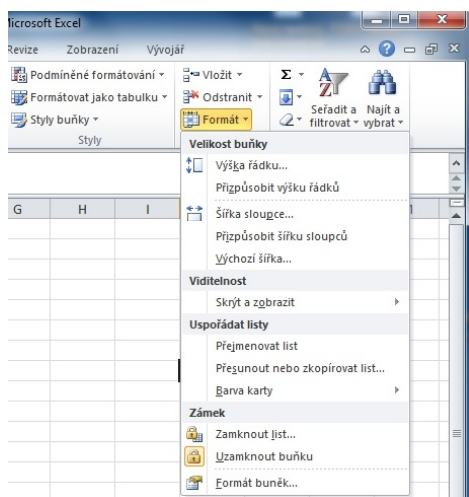 Microsoft Excel
Revize Zobrazení Vývojář
Podmíněné formátování
Formátovat jako tabulku
Styly buňky
Styly
Vložit
Odstranit
Formát
Σ
Seřadit a
filtrovat
Najít a
vybrat
Velikost buňky
Výška řádku...
Přizpůsobit výšku řádků
Šířka sloupce...
Přizpůsobit šířku sloupců
Výchozí šířka...
Viditelnost
Skrýt a zobrazit
Uspořádat listy
Přejmenovat list
Přesunout nebo zkopírovat list...
Barva karty
Zámek
Zamknout list...
Uzamknout buňku
Formát buněk...
G H I